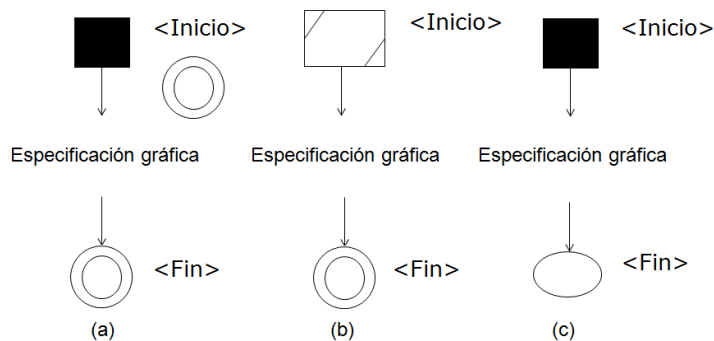 <Inicio> <Inicio> <Inicio>
Especificación gráfica Especificación gráfica Especificación gráfica
<Fin> <Fin> <Fin>
(a) (b) (c)